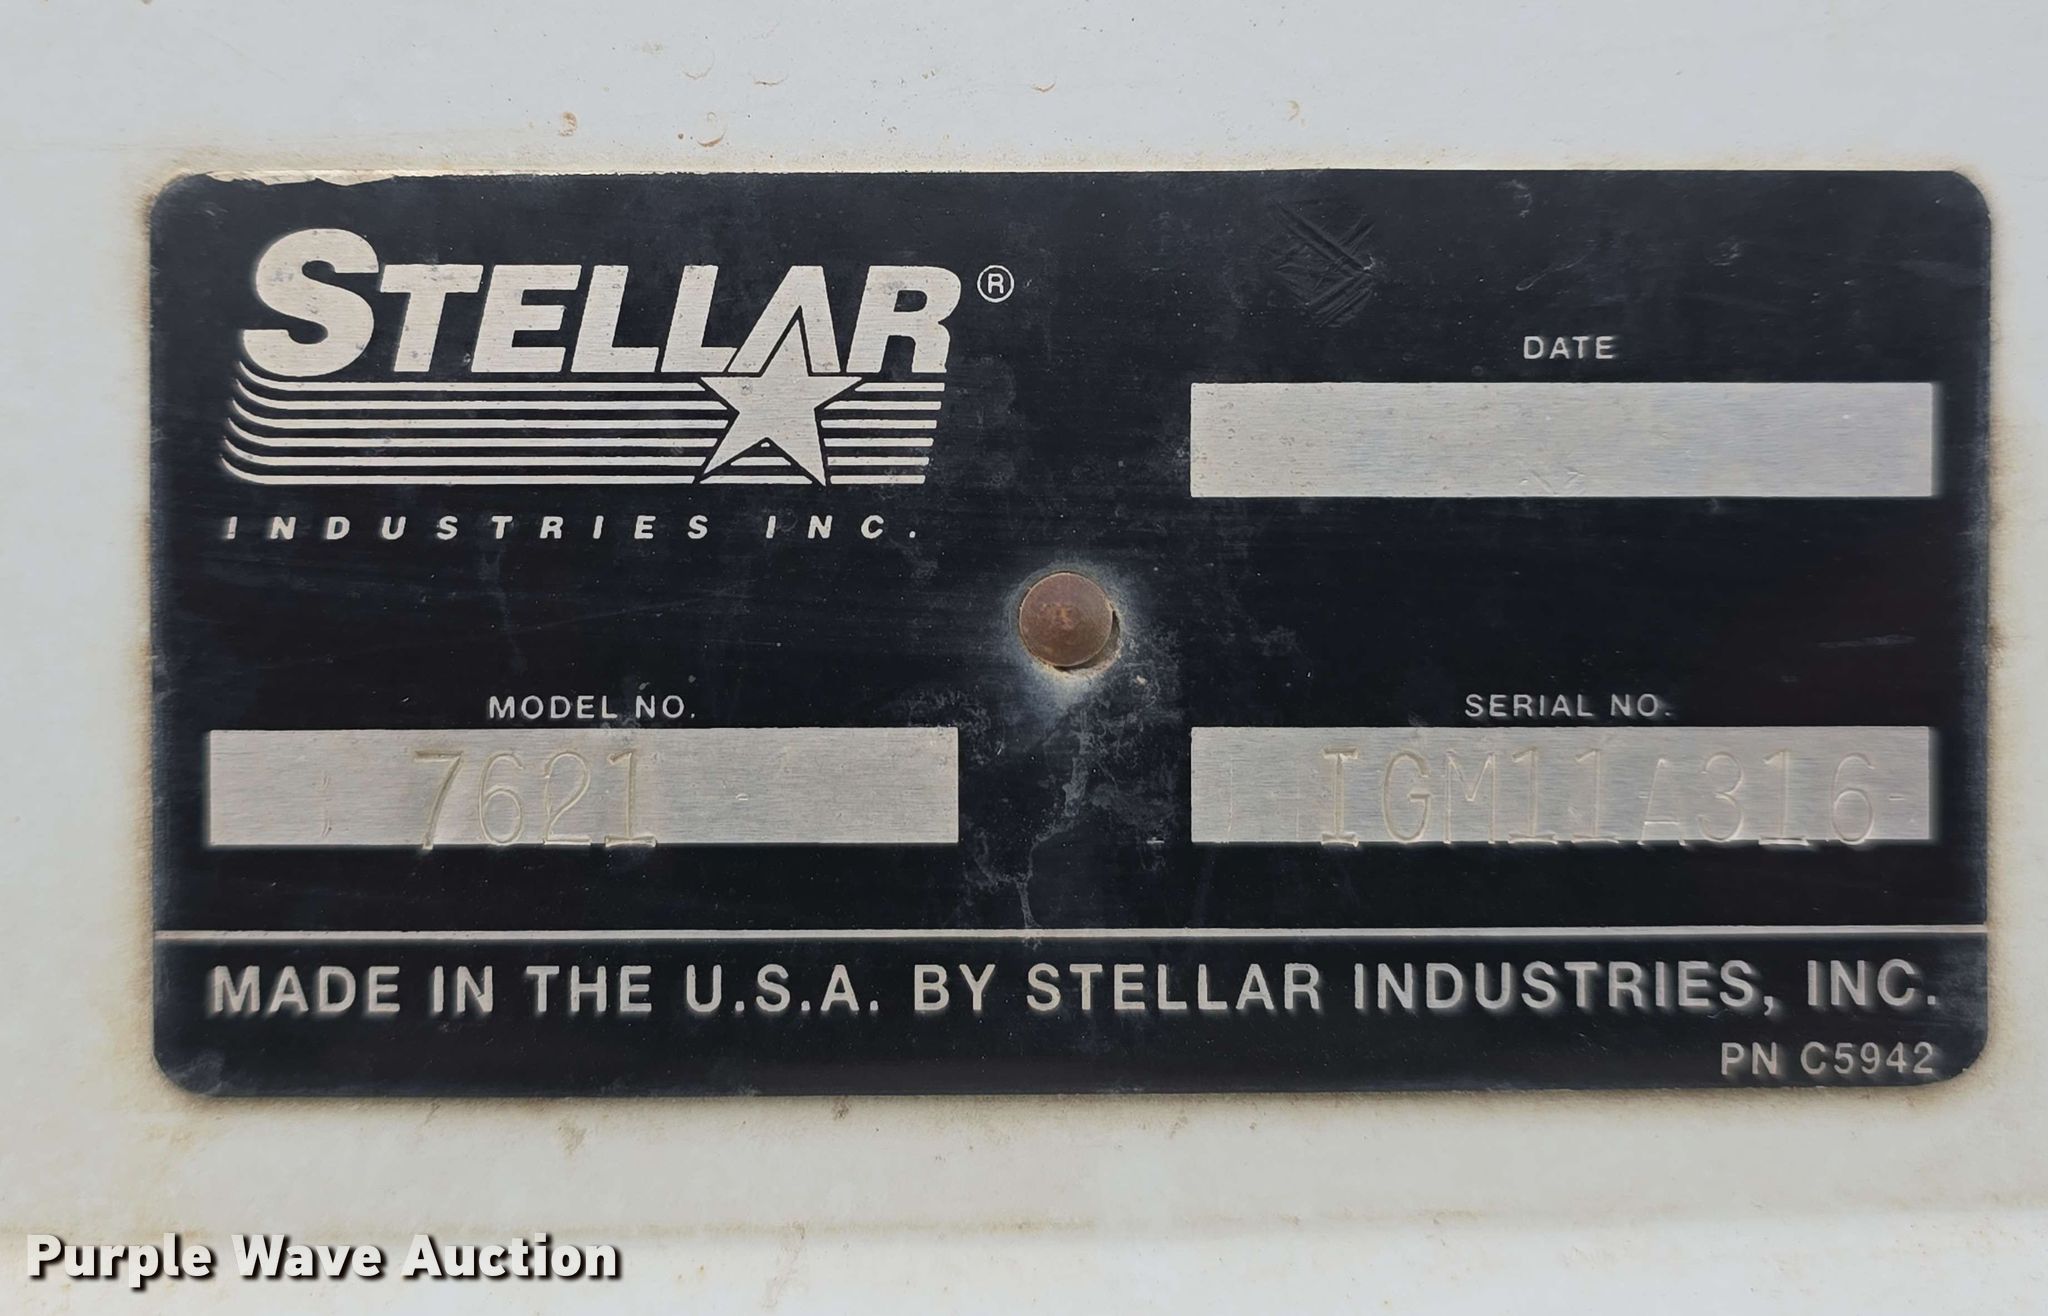 STELLAR®
INDUSTRIES INC.
DATE
MODEL NO.
7621
SERIAL NO.
IGM11A316
MADE IN THE U.S.A. BY STELLAR INDUSTRIES, INC.
PN C5942
Purple Wave Auction